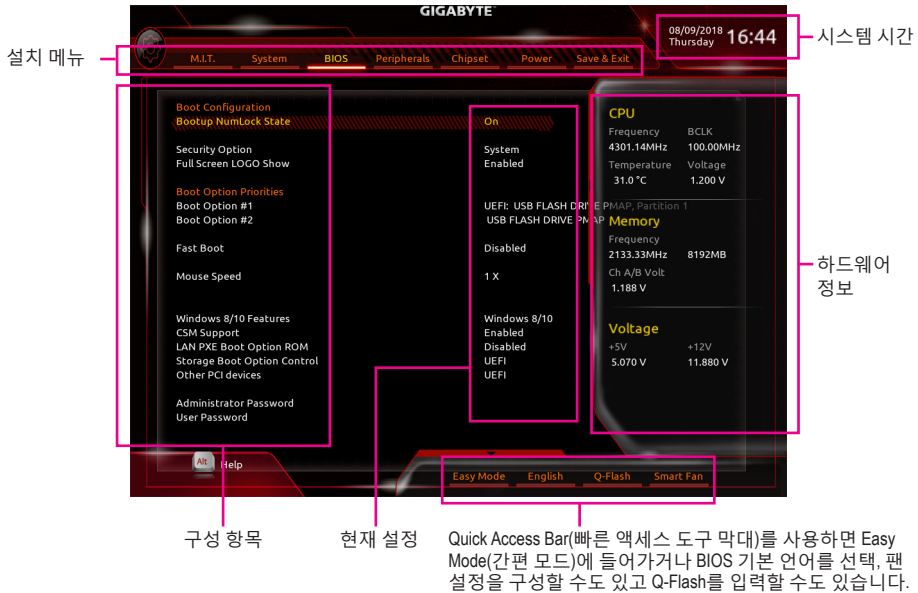 GIGABYTE
08/09/2018
Thursday
16:44
시스템 시간
설치 메뉴
M.I.T.
System
BIOS
Peripherals
Chipset
Power
Save & Exit
Boot Configuration
Bootup NumLock State
On
Security Option
System
Full Screen LOGO Show
Enabled
Boot Option Priorities
Boot Option #1
UEFI: USB FLASH DRIVE PMAP, Partition 1
Boot Option #2
USB FLASH DRIVE PMAP
Fast Boot
Disabled
Mouse Speed
1 X
Windows 8/10 Features
Windows 8/10
CSM Support
Enabled
LAN PXE Boot Option ROM
Disabled
Storage Boot Option Control
UEFI
Other PCI devices
UEFI
Administrator Password
User Password
CPU
Frequency
BCLK
4301.14MHz
100.00MHz
Temperature
Voltage
31.0 °C
1.200 V
Memory
Frequency
2133.33MHz
8192MB
Ch A/B Volt
1.188 V
Voltage
+5V
+12V
5.070 V
11.880 V
하드웨어
정보
Alt
Help
Easy Mode
English
Q-Flash
Smart Fan
구성 항목
현재 설정
Quick Access Bar(빠른 액세스 도구 막대)를 사용하면 Easy
Mode(간편 모드)에 들어가거나 BIOS 기본 언어를 선택, 팬
설정을 구성할 수도 있고 Q-Flash를 입력할 수도 있습니다.